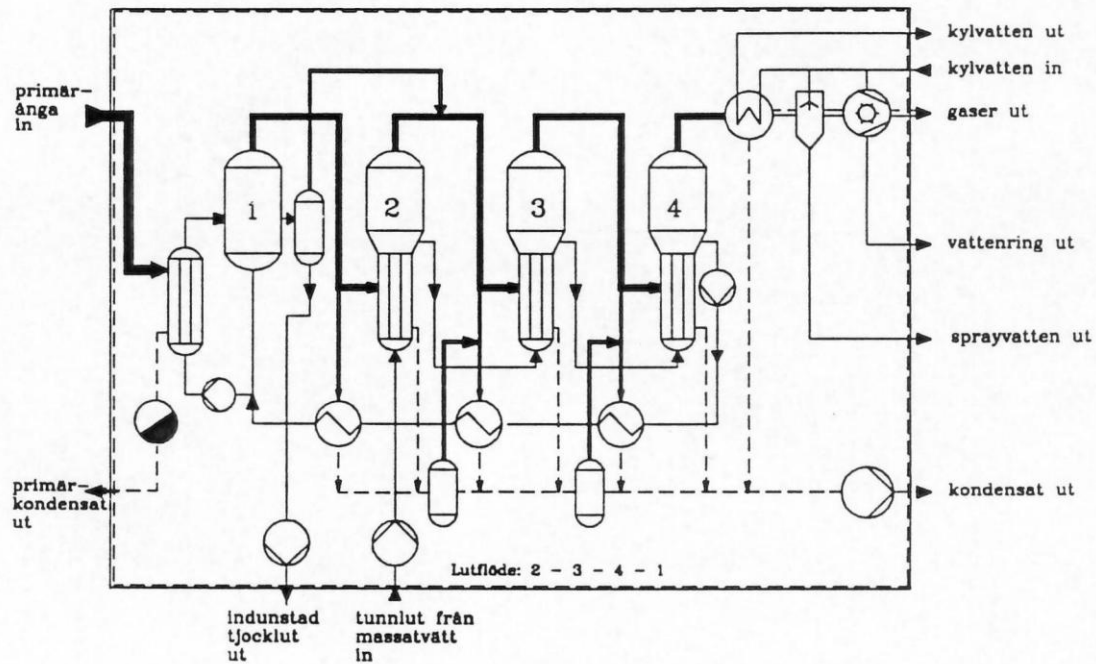 kylvatten ut
kylvatten in
primär-
ånga
in
gaser ut
1
2
3
4
vattenring ut
sprayvatten ut
primär-
kondensat
ut
kondensat ut
Lutflöde: 2 - 3 - 4 - 1
indunstad
tjocklut
ut
tunnlut från
massatvätt
in